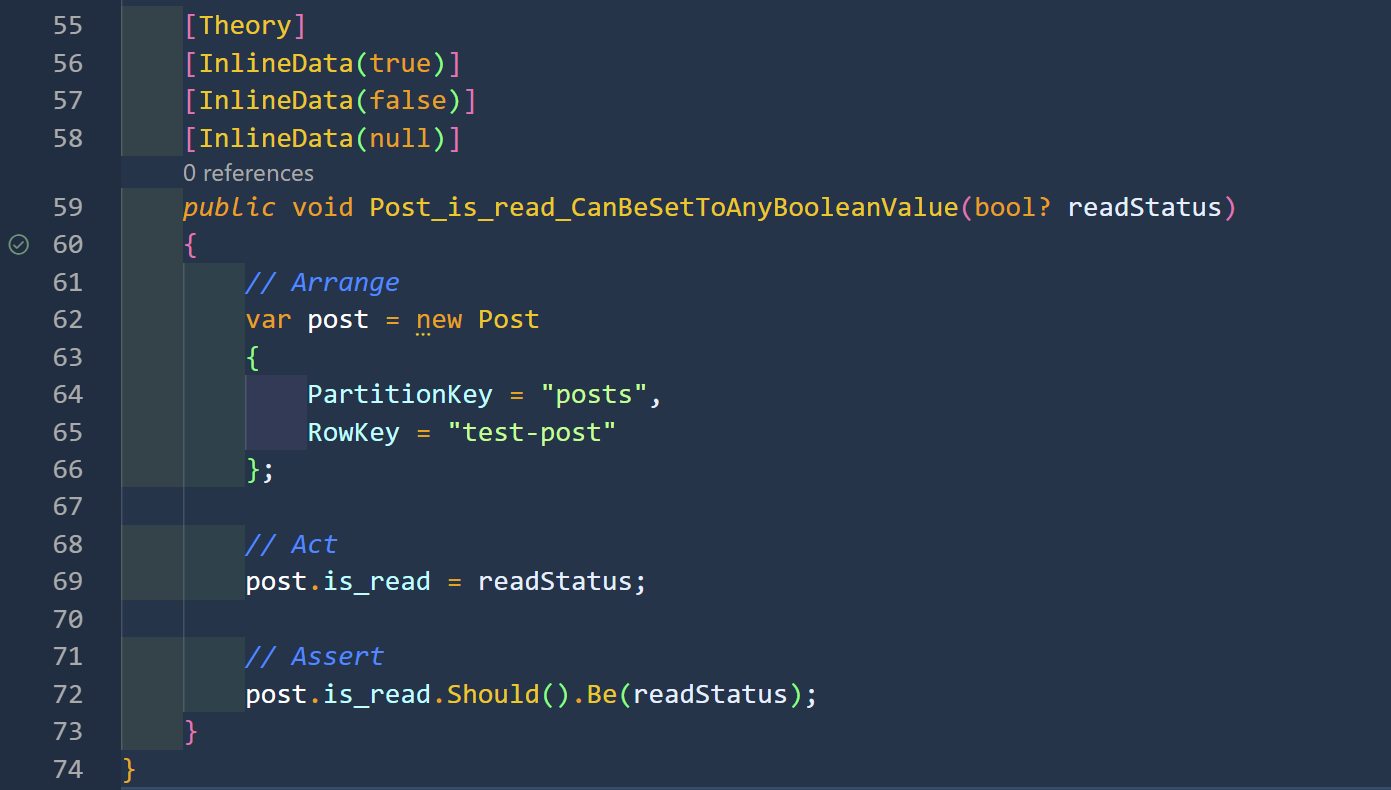 55 [Theory]
56 [InlineData(true)]
57 [InlineData(false)]
58 [InlineData(null)]
0 references
59 public void Post_is_read_CanBeSetToAnyBooleanValue(bool? readStatus)
60 {
61 // Arrange
62 var post = new Post
63 {
64 PartitionKey = "posts",
65 RowKey = "test-post"
66 };
67
68 // Act
69 post.is_read = readStatus;
70
71 // Assert
72 post.is_read.Should().Be(readStatus);
73 }
74 }